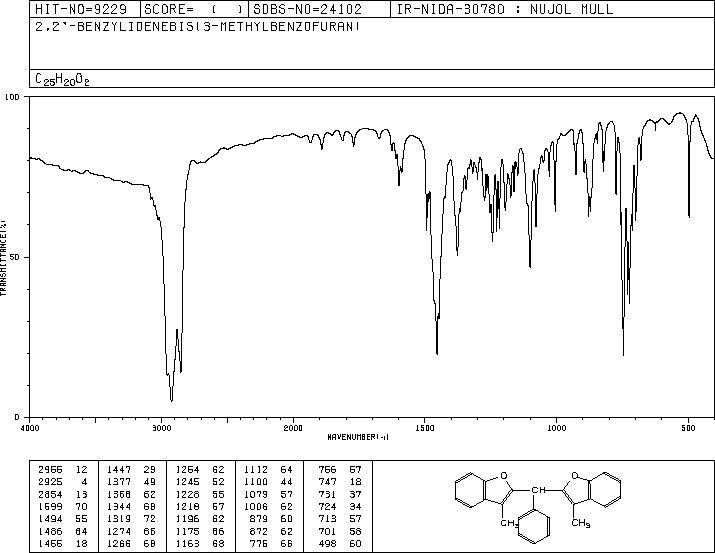 HIT-NO=9229 SCORE= ( ) SDBS-NO=24102 IR-NIDA-30780 : NUJOL MULL
2,2'-BENZYLIDENEBIS(3-METHYLBENZOFURAN)
C25H20O2
100
50
0
TRANSMITTANCE(%)
4000 3000 2000 1500 1000 500
WAVENUMBER(-1)
2955 12 1447 29 1254 62 1112 64 756 57
2925 4 1377 49 1245 52 1100 44 747 18
2854 13 1368 62 1228 55 1079 57 731 37
1599 70 1344 68 1218 57 1006 62 724 34
1494 55 1319 72 1196 62 879 60 713 57
1486 64 1274 66 1175 66 872 62 701 58
1455 18 1266 68 1163 68 775 66 498 60
O O
CH
CH3 CH3